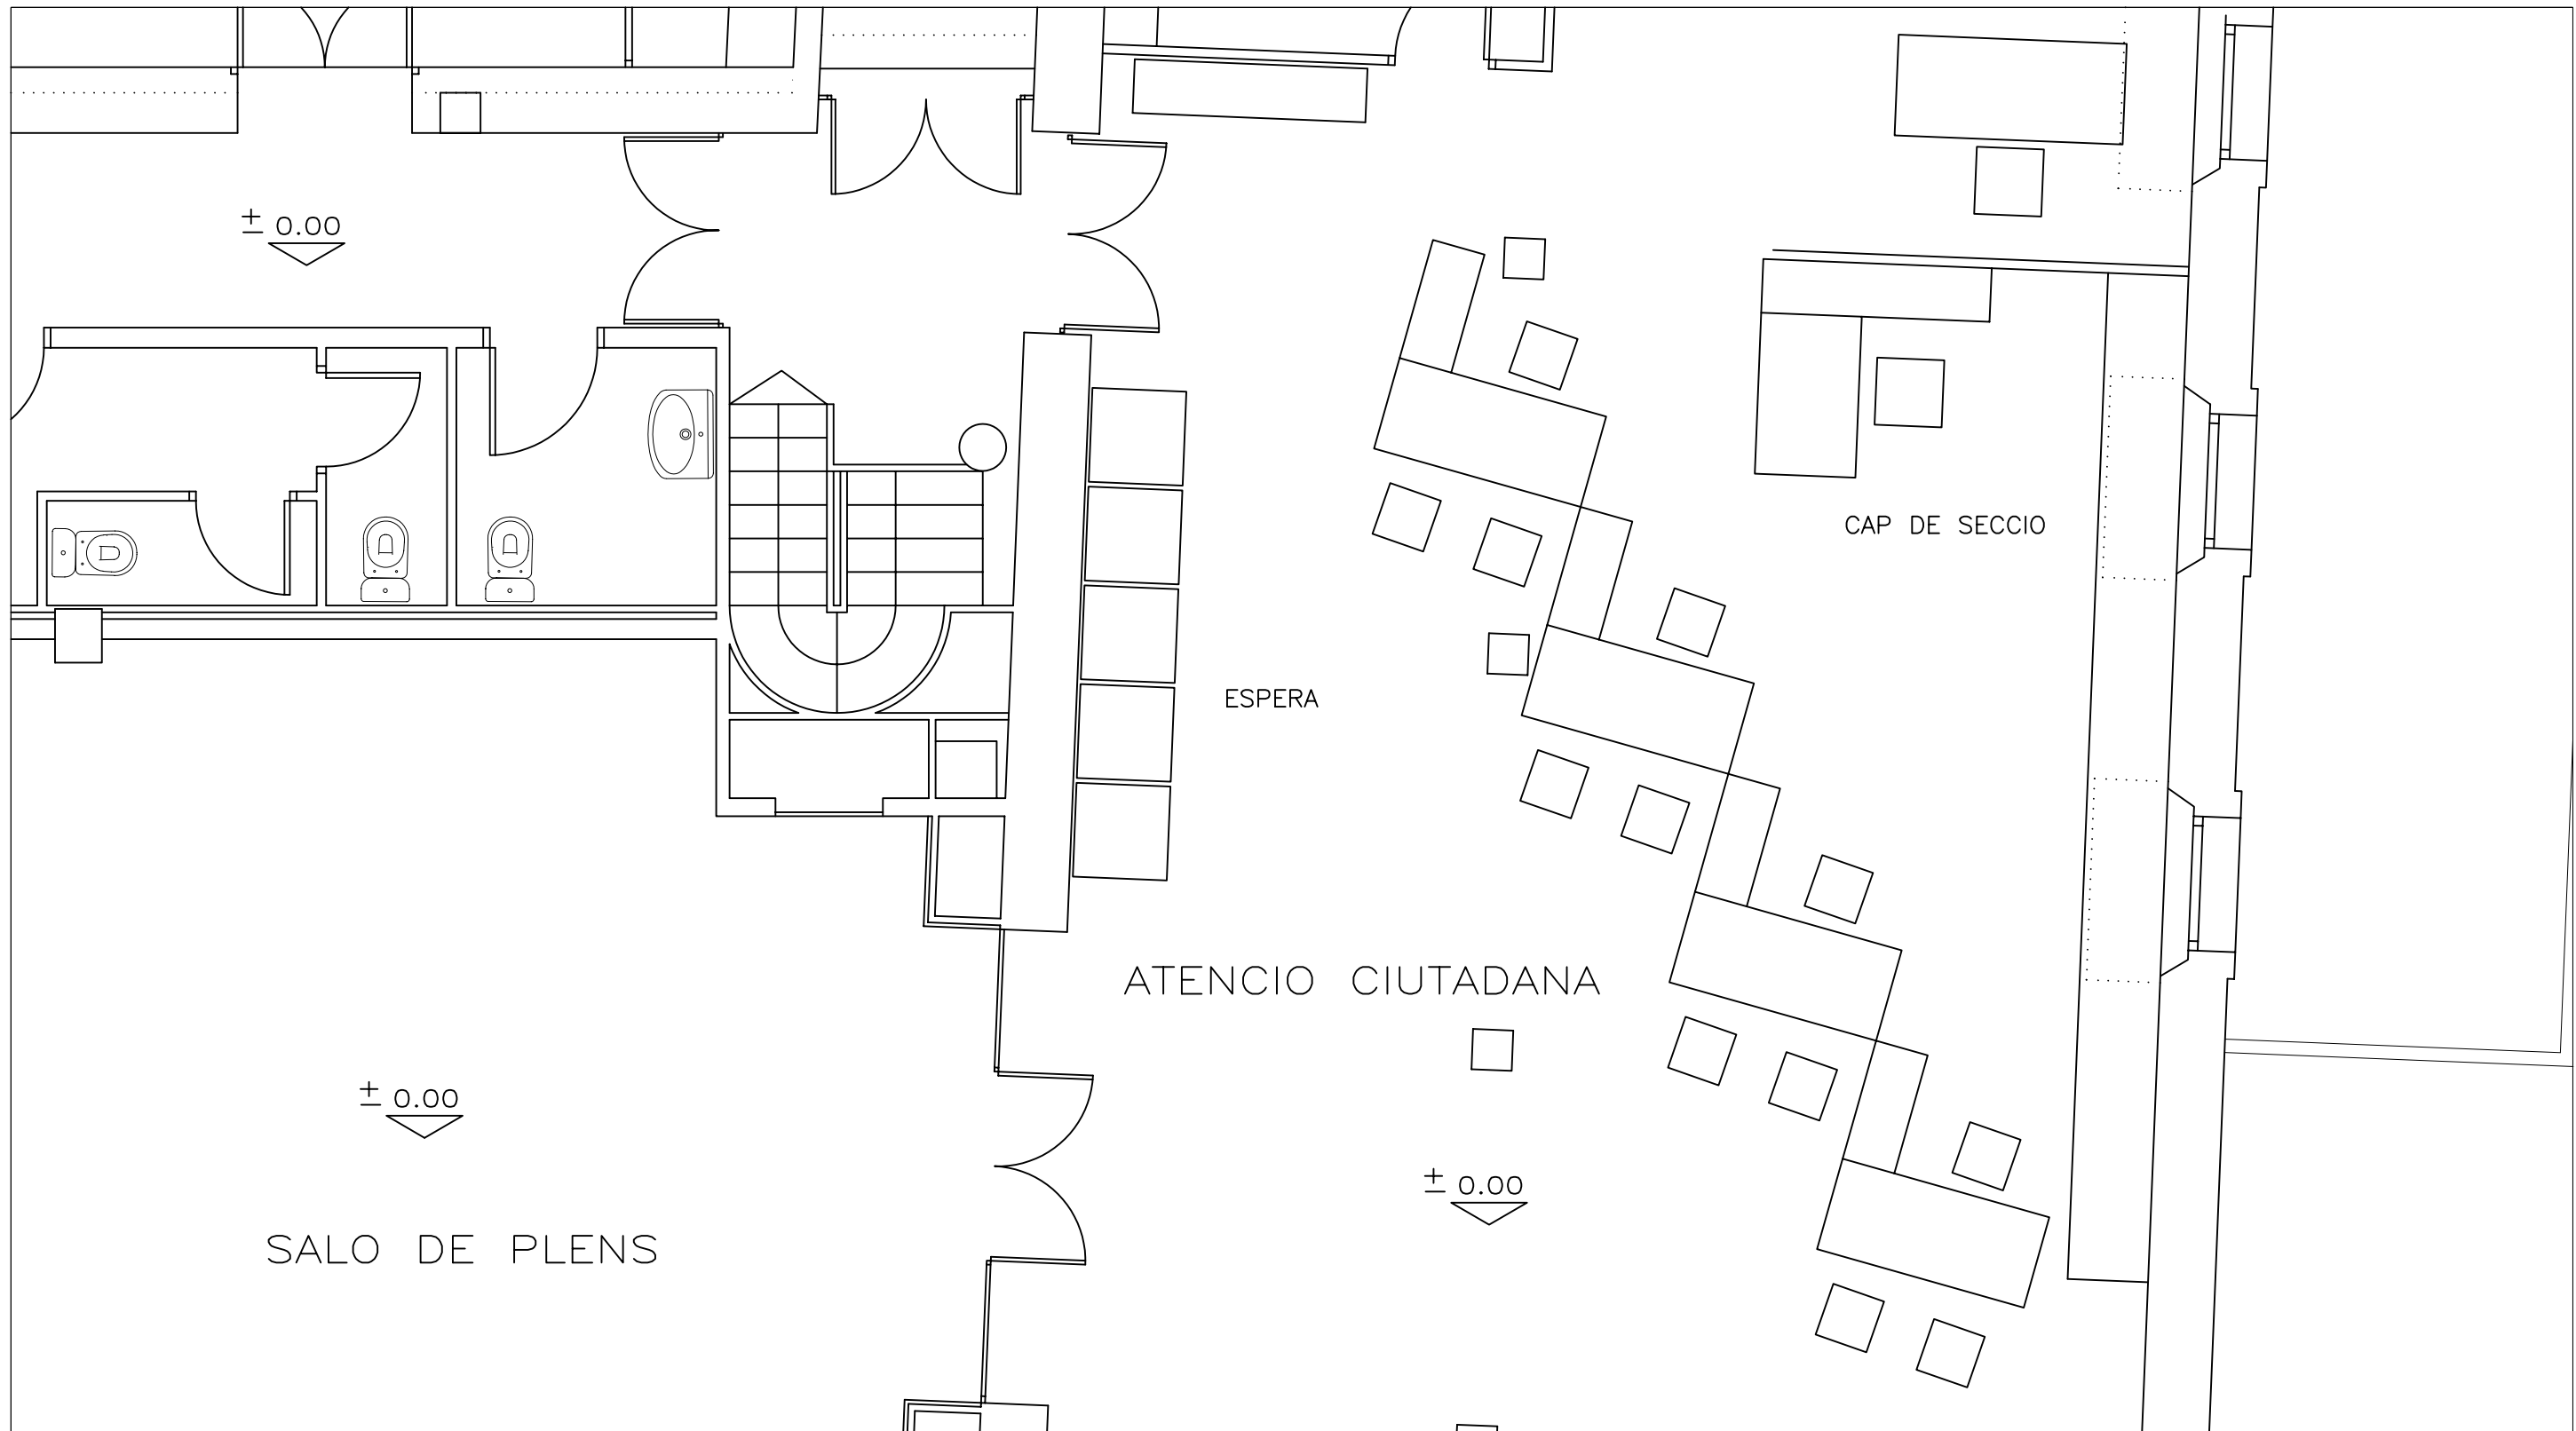 ± 0.00
CAP DE SECCIO
ESPERA
ATENCIO CIUTADANA
± 0.00
± 0.00
SALO DE PLENS